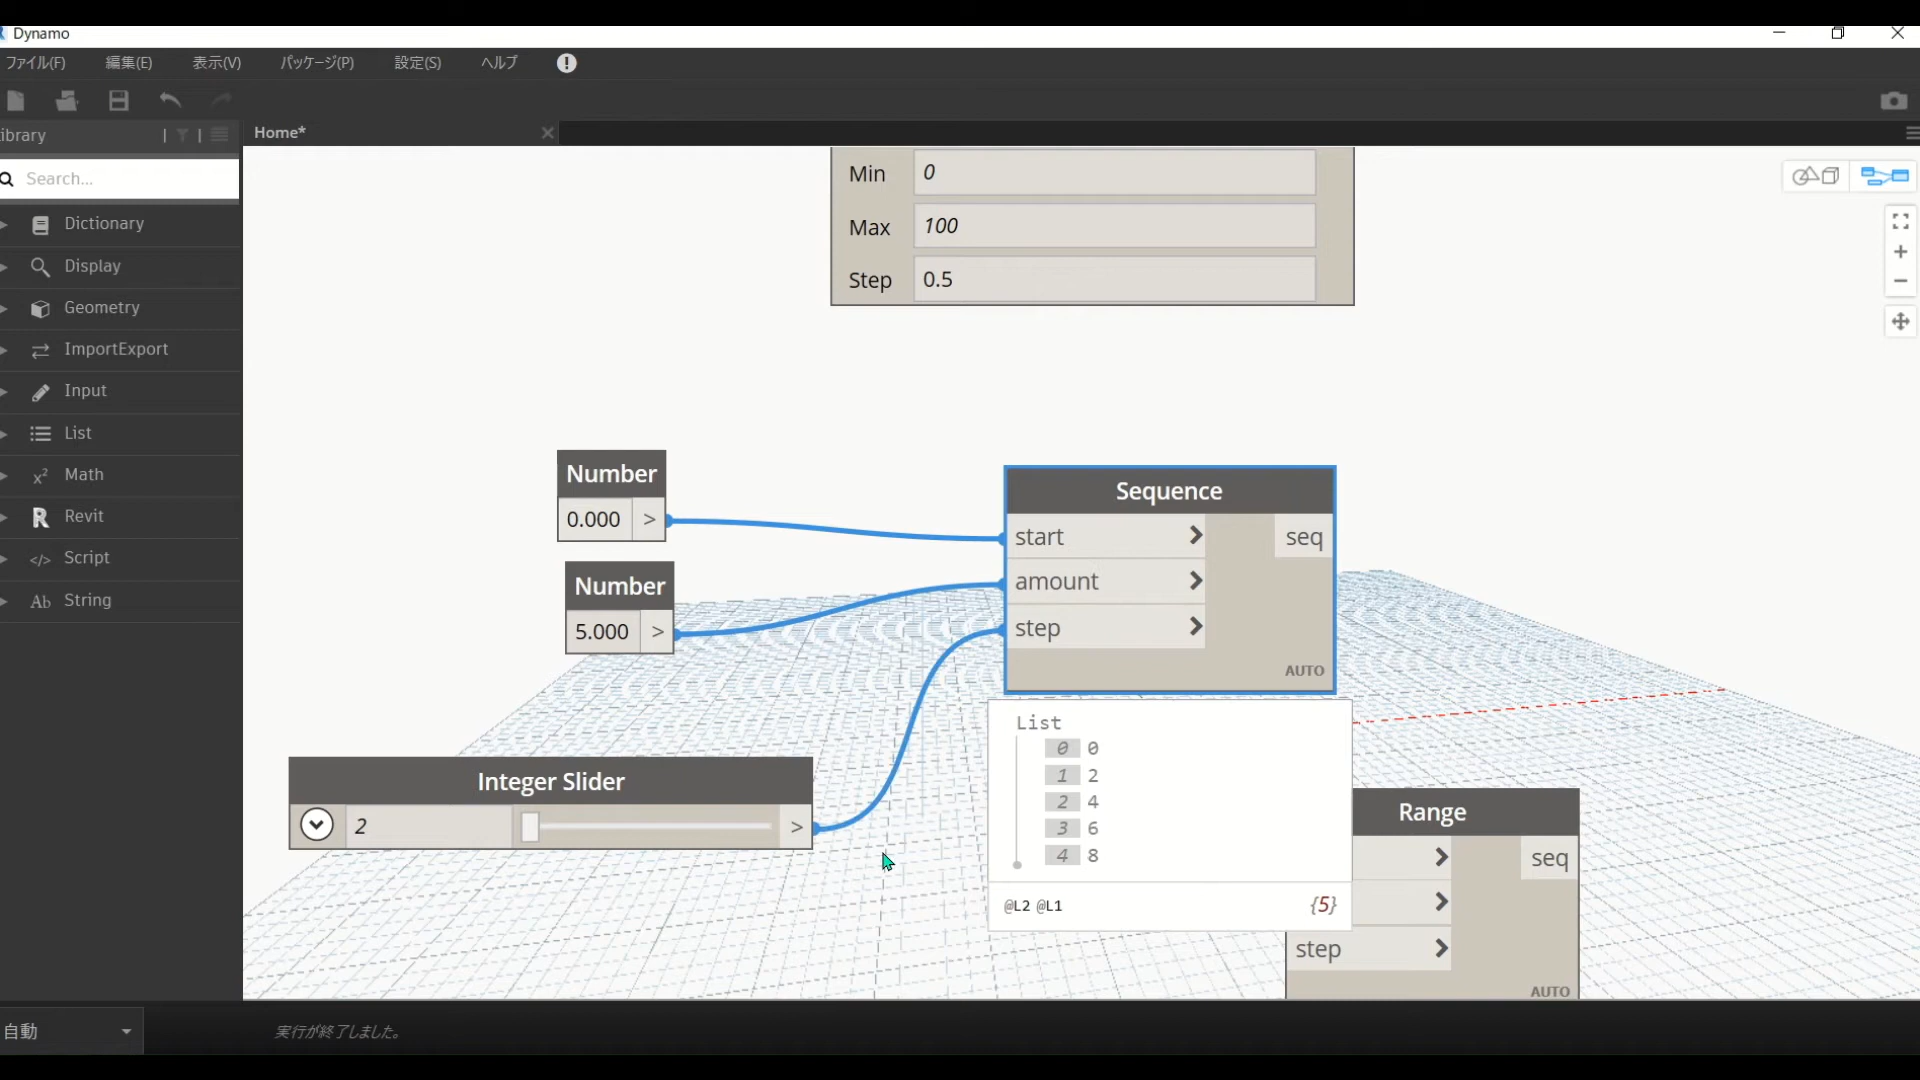 Dynamo
ファイル(F) 編集(E) 表示(V) パッケージ(P) 設定(S) ヘルプ
ibrary
Home*
Search...
Dictionary
Display
Geometry
ImportExport
Input
List
Math
Revit
Script
String
Min 0
Max 100
Step 0.5
Number
0.000 >
Number
5.000 >
Sequence
start seq
amount
step
AUTO
Integer Slider
2 >
List
0 0
1 2
2 4
3 6
4 8
@L2 @L1 {5}
Range
seq
step
AUTO
自動
実行が終了しました。